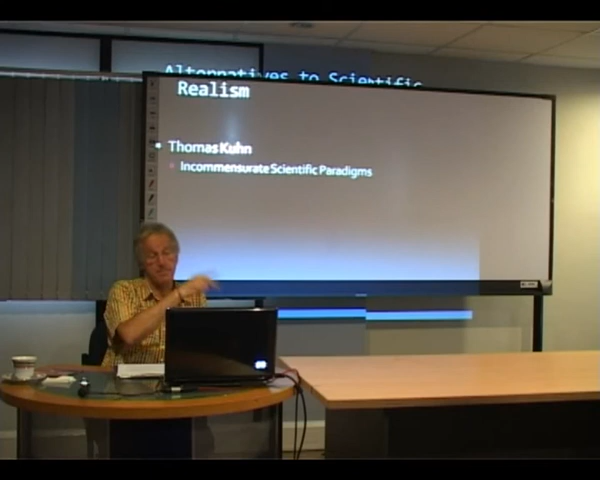 Alternatives to Scientific
Realism
Thomas Kuhn
Incommensurate Scientific Paradigms